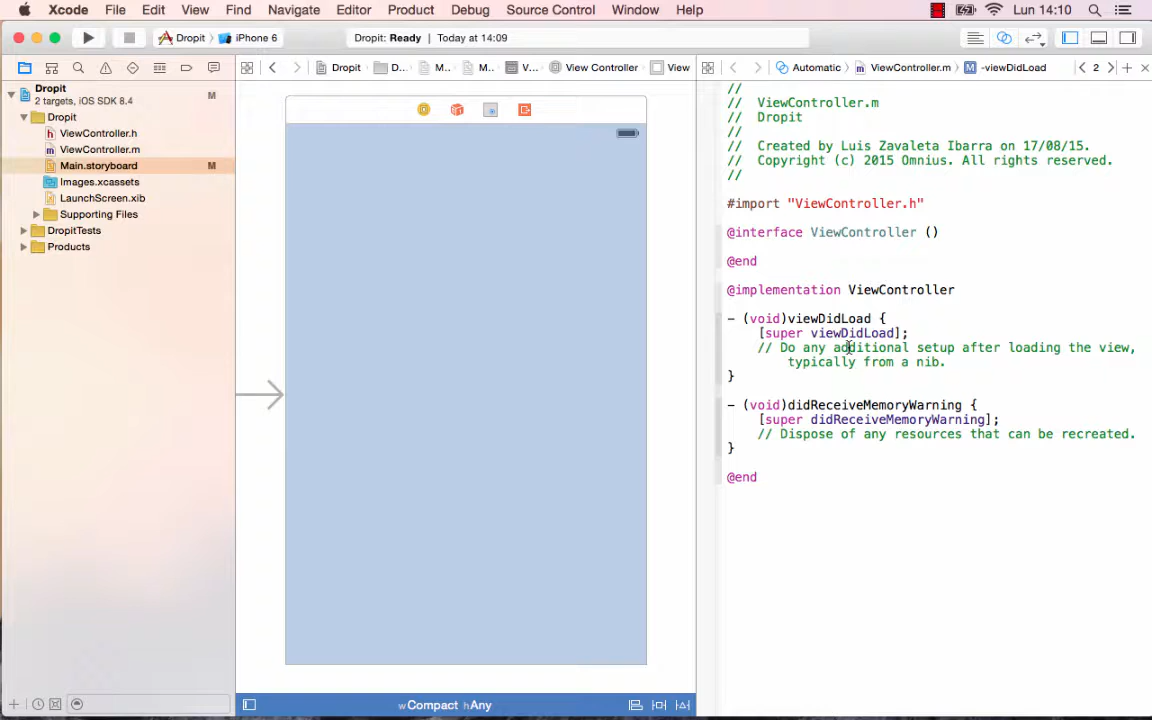 Xcode File Edit View Find Navigate Editor Product Debug Source Control Window Help Lun 14:10
Dropit iPhone 6 Dropit: Ready Today at 14:09
Dropit D... M... M... V... View Controller View
Automatic ViewController.m M -viewDidLoad 2
Dropit M
2 targets, iOS SDK 8.4
Dropit
h ViewController.h
m ViewController.m
Main.storyboard M
Images.xcassets
LaunchScreen.xib
Supporting Files
DropitTests
Products
//
// ViewController.m
// Dropit
//
// Created by Luis Zavaleta Ibarra on 17/08/15.
// Copyright (c) 2015 Omnius. All rights reserved.
//
#import "ViewController.h"
@interface ViewController ()
@end
@implementation ViewController
- (void)viewDidLoad {
[super viewDidLoad];
// Do any additional setup after loading the view,
typically from a nib.
}
- (void)didReceiveMemoryWarning {
[super didReceiveMemoryWarning];
// Dispose of any resources that can be recreated.
}
@end
wCompact hAny